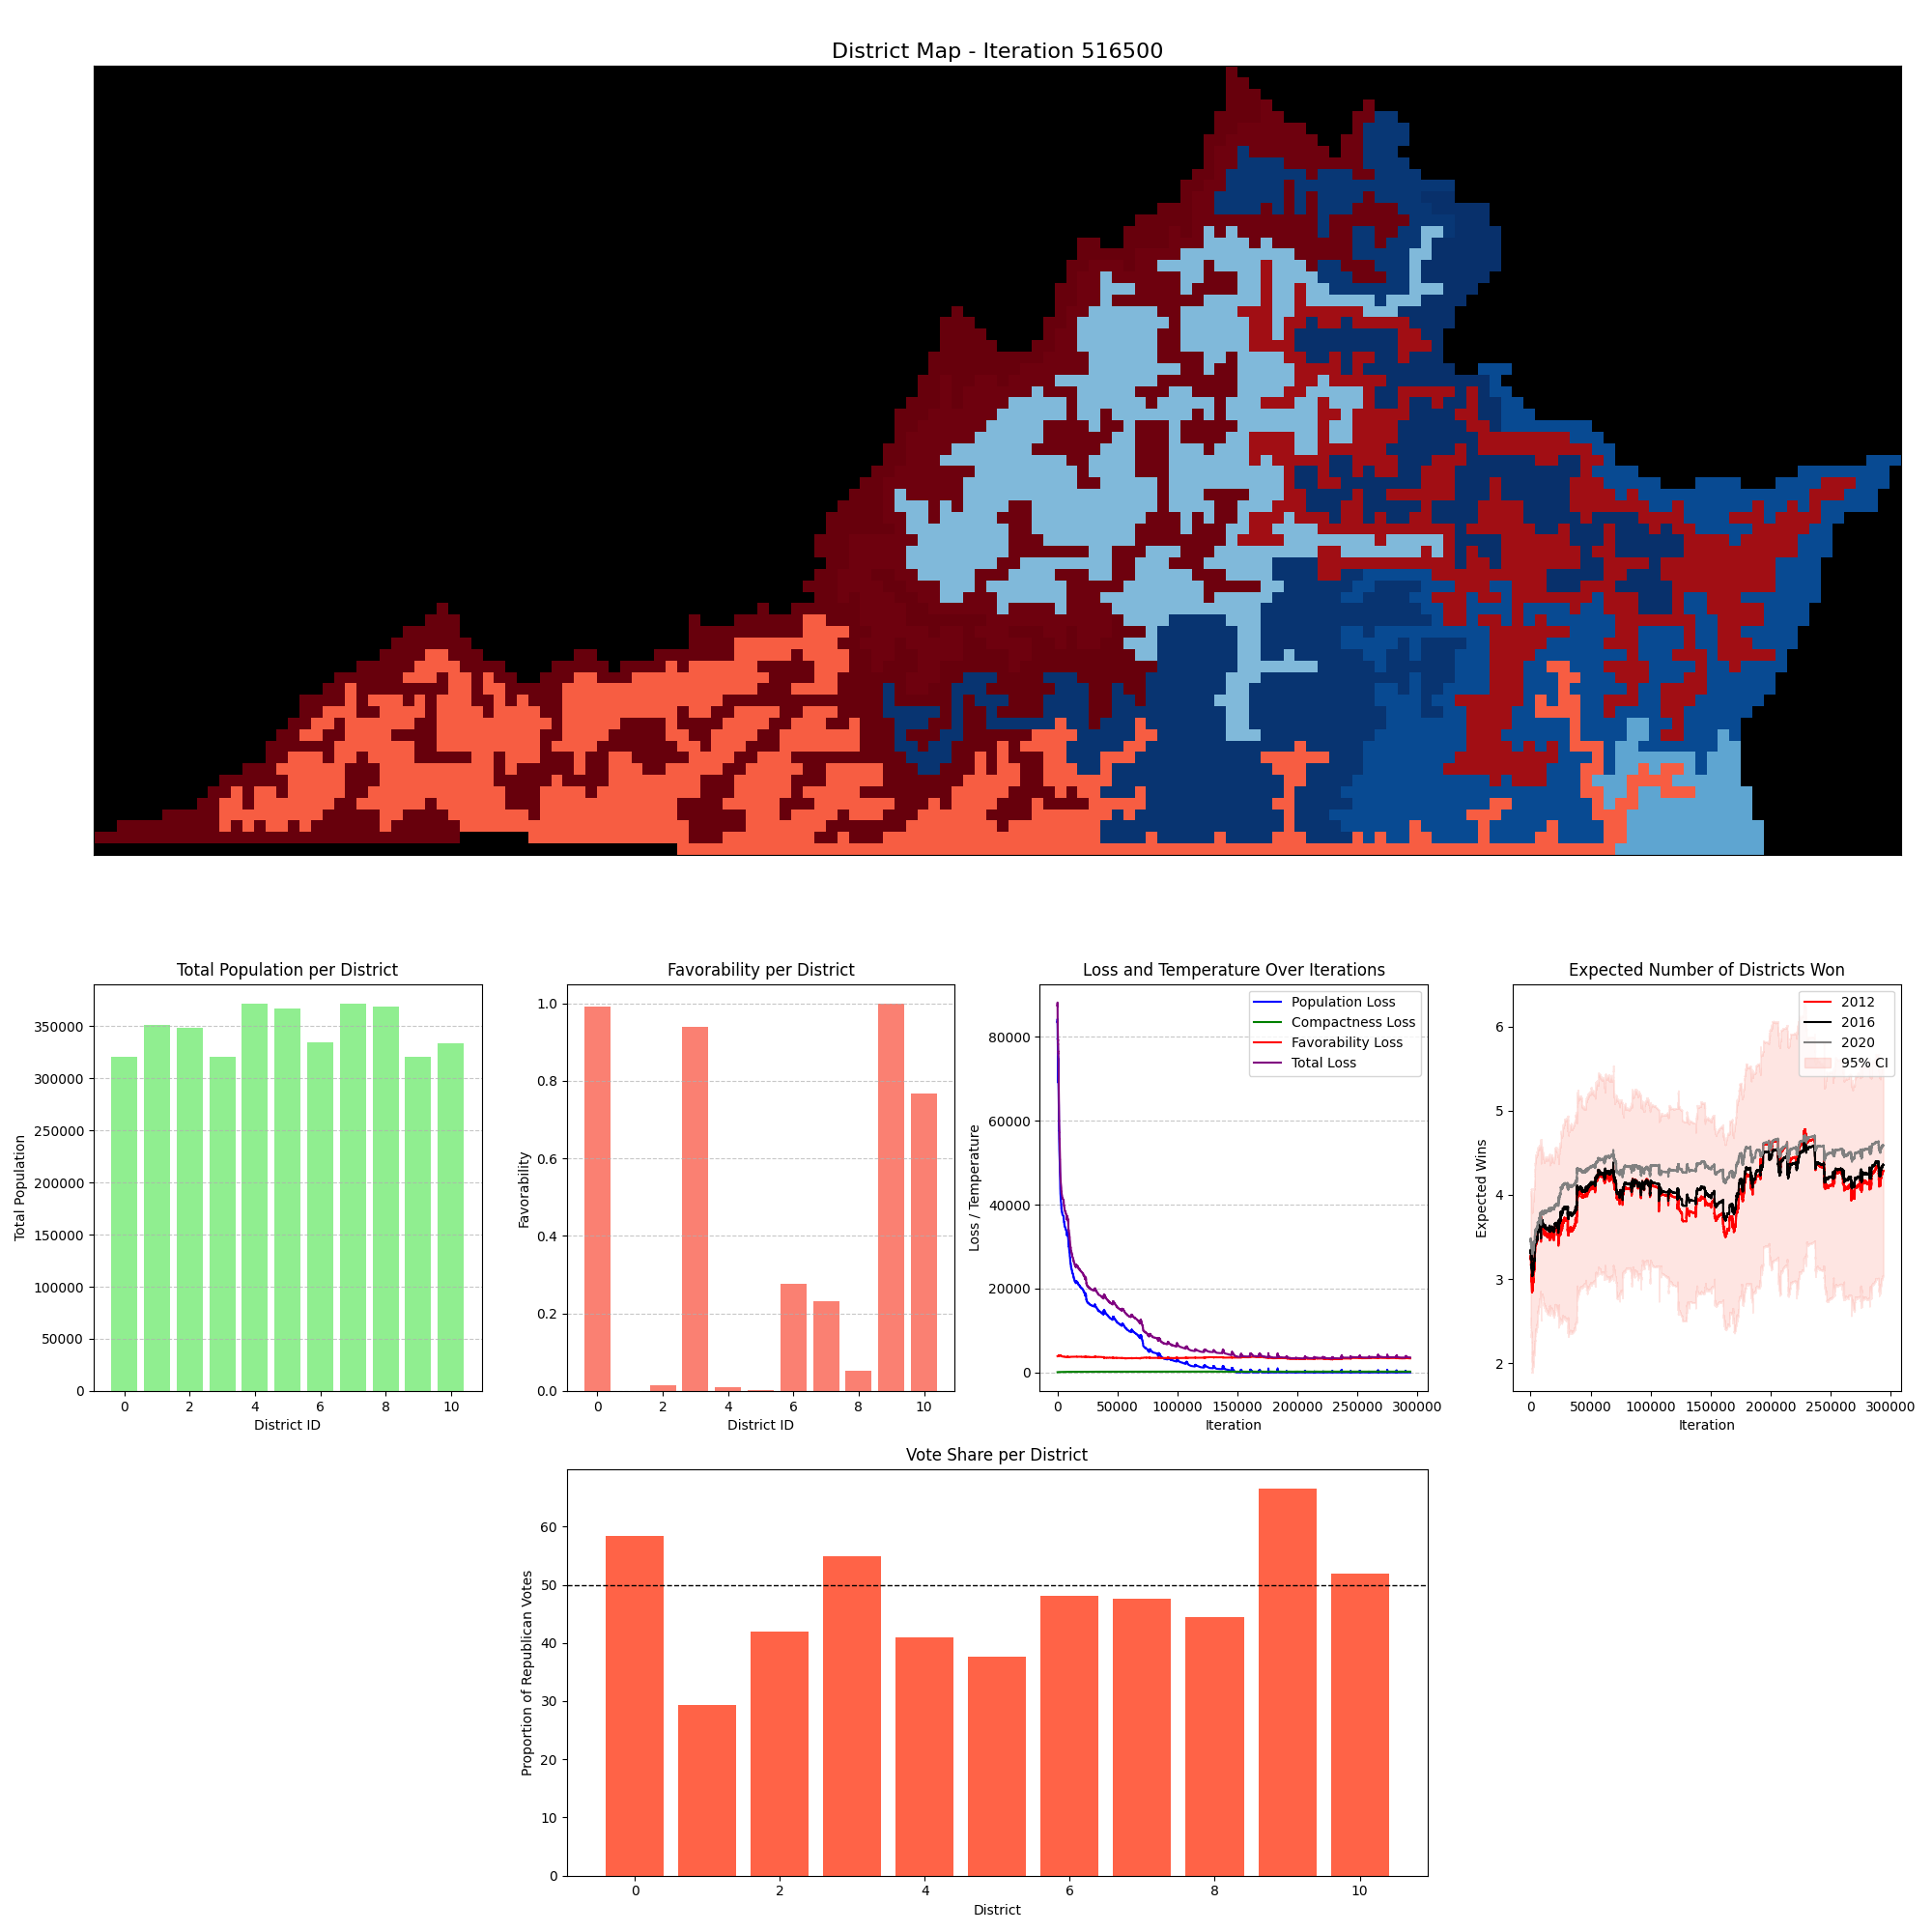 District Map - Iteration 516500
Total Population per District
Total Population
350000
300000
250000
200000
150000
100000
50000
0
0 2 4 6 8 10
District ID
Favorability per District
Favorability
1.0
0.8
0.6
0.4
0.2
0.0
0 2 4 6 8 10
District ID
Loss and Temperature Over Iterations
Loss / Temperature
80000
60000
40000
20000
0
Population Loss
Compactness Loss
Favorability Loss
Total Loss
0 50000 100000 150000 200000 250000 300000
Iteration
Expected Number of Districts Won
Expected Wins
6
5
4
3
2
2012
2016
2020
95% CI
0 50000 100000 150000 200000 250000 300000
Iteration
Vote Share per District
Proportion of Republican Votes
60
50
40
30
20
10
0
0 2 4 6 8 10
District